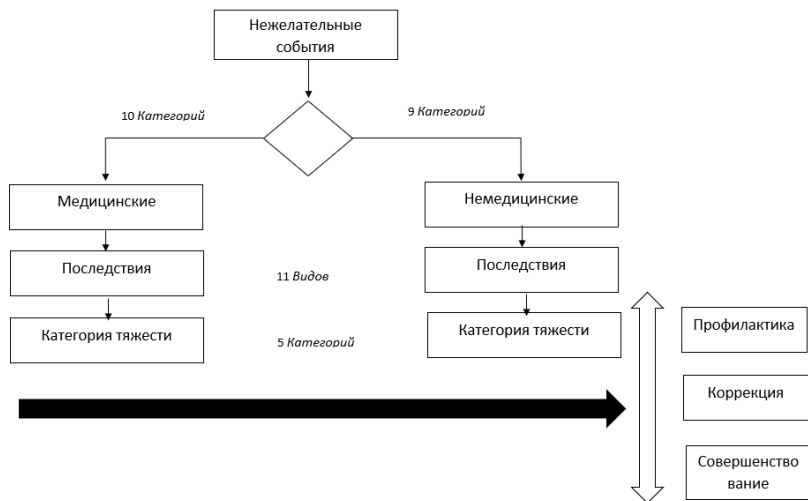 Нежелательные
события
10 Категорий
9 Категорий
Медицинские
Немедицинские
Последствия
11 Видов
Последствия
Категория тяжести
5 Категорий
Категория тяжести
Профилактика
Коррекция
Совершенство
вание